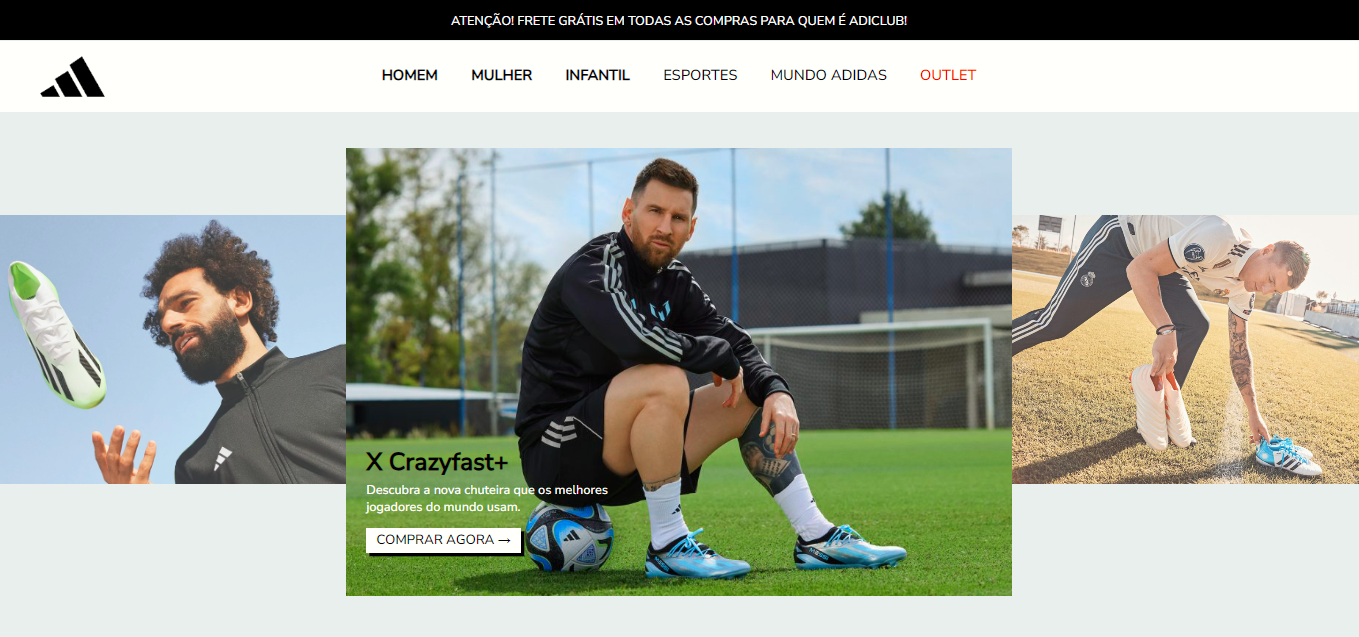 ATENÇÃO! FRETE GRÁTIS EM TODAS AS COMPRAS PARA QUEM É ADICLUB!
HOMEM MULHER INFANTIL ESPORTES MUNDO ADIDAS OUTLET
X Crazyfast+
Descubra a nova chuteira que os melhores
jogadores do mundo usam.
COMPRAR AGORA →